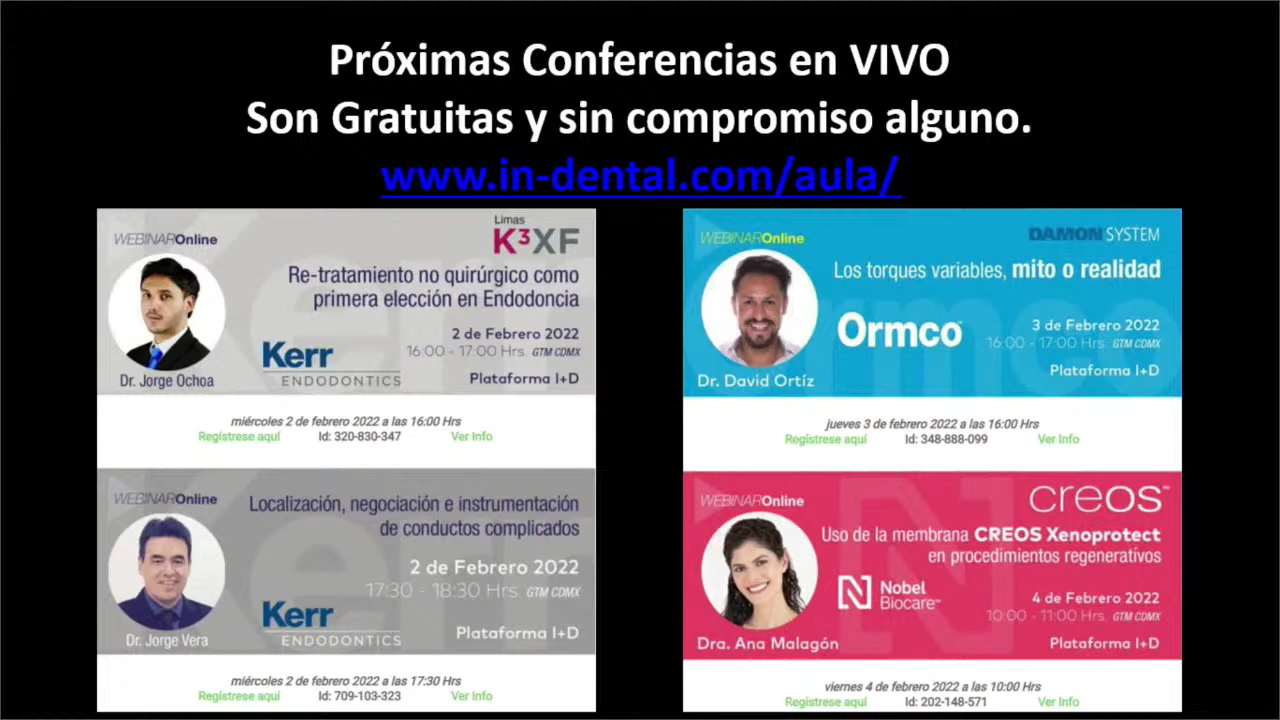 Próximas Conferencias en VIVO
Son Gratuitas y sin compromiso alguno.
www.in-dental.com/aula/
WEBINAROnline
Limas
K3XF
Re-tratamiento no quirúrgico como
primera elección en Endodoncia
2 de Febrero 2022
16:00 - 17:00 Hrs. GTM CDMX
Kerr
ENDODONTICS
Plataforma I+D
Dr. Jorge Ochoa
miércoles 2 de febrero 2022 a las 16:00 Hrs
Regístrese aquí Id: 320-830-347 Ver Info
WEBINAROnline
Localización, negociación e instrumentación
de conductos complicados
2 de Febrero 2022
17:30 - 18:30 Hrs. GTM CDMX
Kerr
ENDODONTICS
Plataforma I+D
Dr. Jorge Vera
miércoles 2 de febrero 2022 a las 17:30 Hrs
Regístrese aquí Id: 709-103-323 Ver Info
WEBINAROnline
DAMON SYSTEM
Los torques variables, mito o realidad
Ormco™
3 de Febrero 2022
16:00 - 17:00 Hrs. GTM CDMX
Plataforma I+D
Dr. David Ortíz
jueves 3 de febrero 2022 a las 16:00 Hrs
Regístrese aquí Id: 348-888-099 Ver Info
WEBINAROnline
creos™
Uso de la membrana CREOS Xenoprotect
en procedimientos regenerativos
Nobel
Biocare™
4 de Febrero 2022
10:00 - 11:00 Hrs. GTM CDMX
Plataforma I+D
Dra. Ana Malagón
viernes 4 de febrero 2022 a las 10:00 Hrs
Regístrese aquí Id: 202-148-571 Ver Info